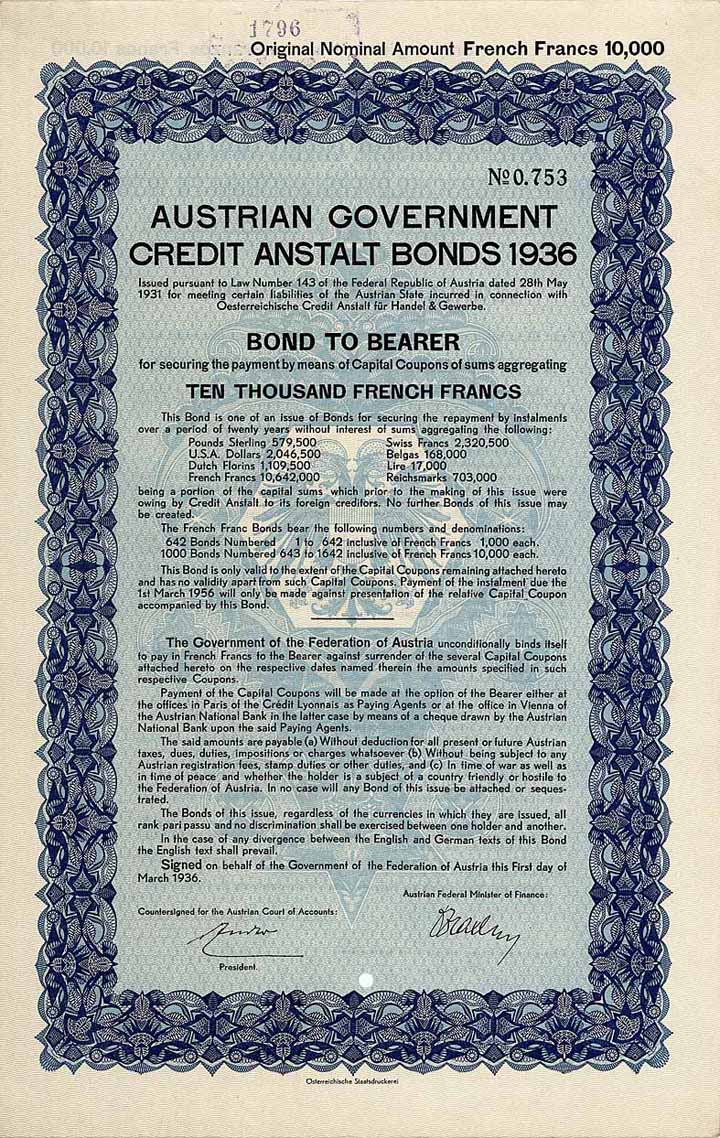 1796
Original Nominal Amount French Francs 10,000
№ 0.753
AUSTRIAN GOVERNMENT
CREDIT ANSTALT BONDS 1936
Issued pursuant to Law Number 143 of the Federal Republic of Austria dated 28th May
1931 for meeting certain liabilities of the Austrian State incurred in connection with
Oesterreichische Credit Anstalt für Handel & Gewerbe.
BOND TO BEARER
for securing the payment by means of Capital Coupons of sums aggregating
TEN THOUSAND FRENCH FRANCS
This Bond is one of an issue of Bonds for securing the repayment by instalments
over a period of twenty years without interest of sums aggregating the following:
Pounds Sterling 579,500 Swiss Francs 2,320,500
U.S.A. Dollars 2,046,500 Belgas 168,000
Dutch Florins 1,109,500 Lire 17,000
French Francs 10,642,000 Reichsmarks 703,000
being a portion of the capital sums which prior to the making of this issue were
owing by Credit Anstalt to its foreign creditors. No further Bonds of this issue may
be created.
The French Franc Bonds bear the following numbers and denominations:
642 Bonds Numbered 1 to 642 inclusive of French Francs 1,000 each.
1000 Bonds Numbered 643 to 1642 inclusive of French Francs 10,000 each.
This Bond is only valid to the extent of the Capital Coupons remaining attached hereto
and has no validity apart from such Capital Coupons. Payment of the instalment due the
1st March 1956 will only be made against presentation of the relative Capital Coupon
accompanied by this Bond.
The Government of the Federation of Austria unconditionally binds itself
to pay in French Francs to the Bearer against surrender of the several Capital Coupons
attached hereto on the respective dates named therein the amounts specified in such
respective Coupons.
Payment of the Capital Coupons will be made at the option of the Bearer either at
the offices in Paris of the Crédit Lyonnais as Paying Agents or at the office in Vienna of
the Austrian National Bank in the latter case by means of a cheque drawn by the Austrian
National Bank upon the said Paying Agents.
The said amounts are payable (a) Without deduction for all present or future Austrian
taxes, dues, duties, impositions or charges whatsoever (b) Without being subject to any
Austrian registration fees, stamp duties or other duties, and (c) In time of war as well as
in time of peace and whether the holder is a subject of a country friendly or hostile to
the Federation of Austria. In no case will any Bond of this issue be attached or seques-
trated.
The Bonds of this issue, regardless of the currencies in which they are issued, all
rank pari passu and no discrimination shall be exercised between one holder and another.
In the case of any divergence between the English and German texts of this Bond
the English text shall prevail.
Signed on behalf of the Government of the Federation of Austria this First day of
March 1936.
Austrian Federal Minister of Finance:
Countersigned for the Austrian Court of Accounts:
President.
Osterreichische Staatsdruckerei